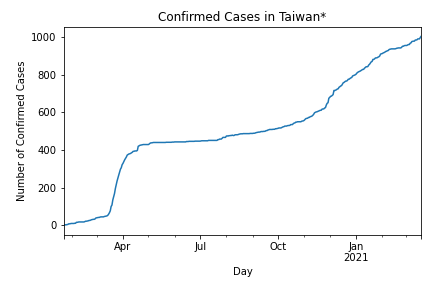 Confirmed Cases in Taiwan*
Number of Confirmed Cases
1000
800
600
400
200
0
Apr
Jul
Oct
Jan
2021
Day